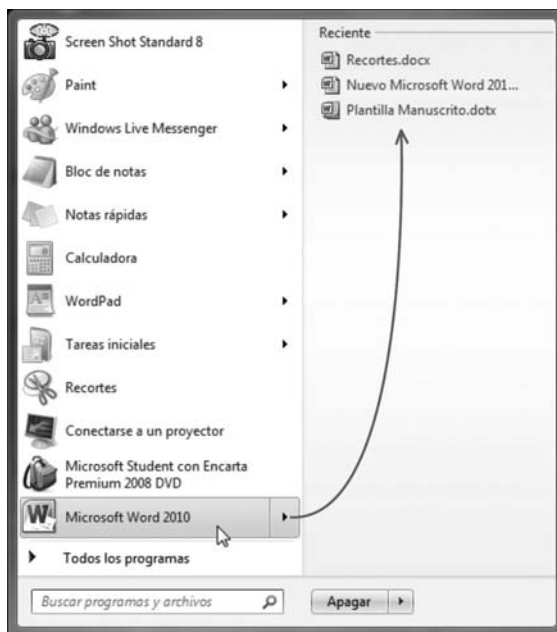 Screen Shot Standard 8
Paint
Windows Live Messenger
Bloc de notas
Notas rápidas
Calculadora
WordPad
Tareas iniciales
Recortes
Conectarse a un proyector
Microsoft Student con Encarta
Premium 2008 DVD
Microsoft Word 2010
Todos los programas
Buscar programas y archivos
Apagar
Reciente
Recortes.docx
Nuevo Microsoft Word 201...
Plantilla Manuscrito.dotx